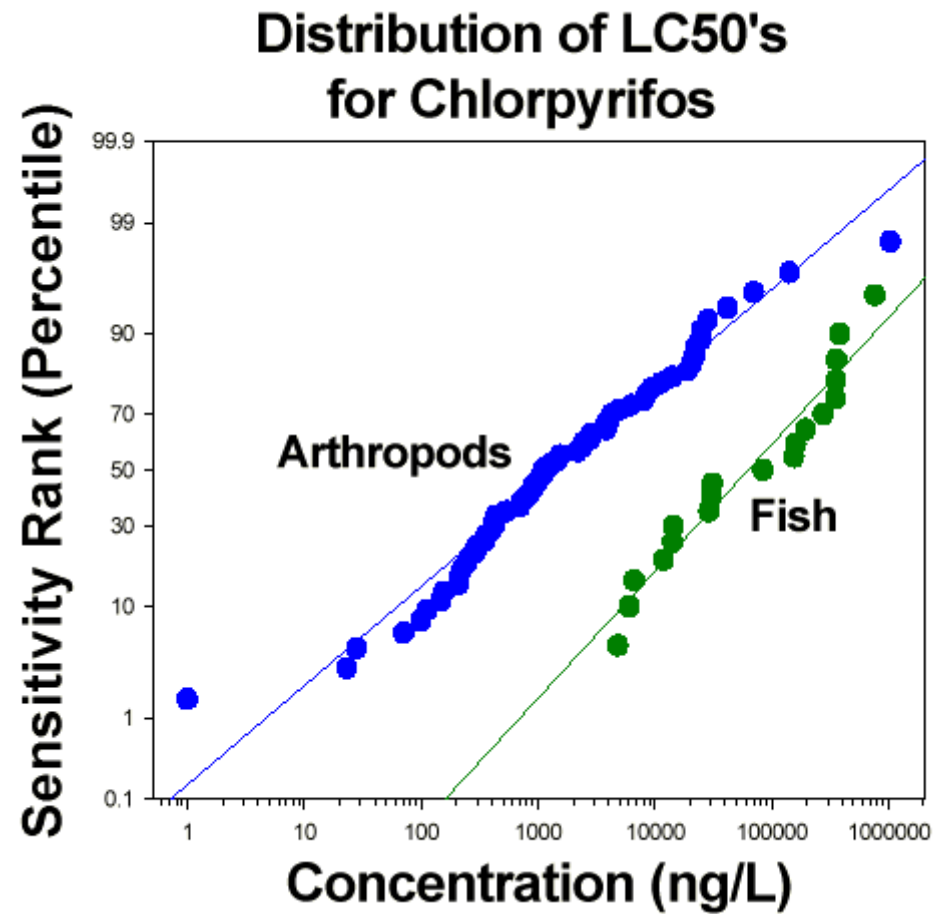 Distribution of LC50's
for Chlorpyrifos
Sensitivity Rank (Percentile)
99.9
99
90
70
50
30
10
1
0.1
Arthropods
Fish
1 10 100 1000 10000 100000 1000000
Concentration (ng/L)